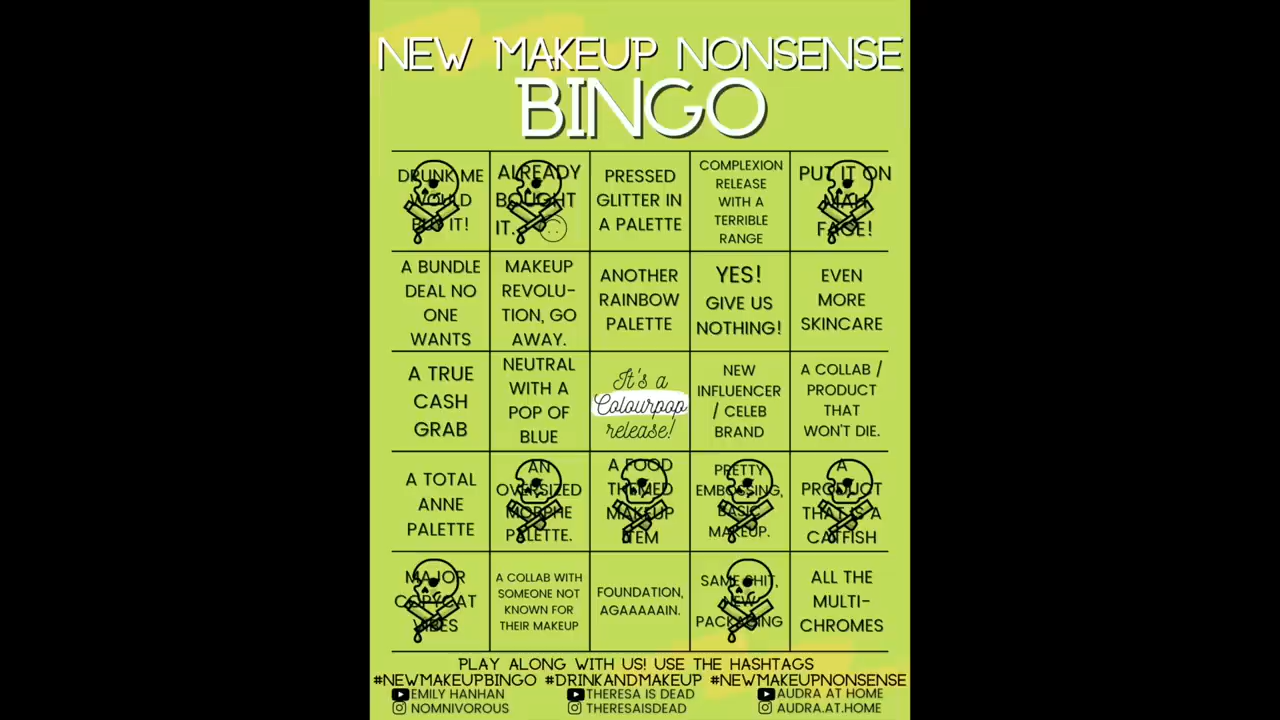 NEW MAKEUP NONSENSE
BINGO
DRUNK ME
WOULD
BUY IT!
ALREADY
BOUGHT
IT.
PRESSED
GLITTER IN
A PALETTE
COMPLEXION
RELEASE
WITH A
TERRIBLE
RANGE
PUT IT ON
MAH
FACE!
A BUNDLE
DEAL NO
ONE
WANTS
MAKEUP
REVOLU-
TION, GO
AWAY.
ANOTHER
RAINBOW
PALETTE
YES!
GIVE US
NOTHING!
EVEN
MORE
SKINCARE
A TRUE
CASH
GRAB
NEUTRAL
WITH A
POP OF
BLUE
It's a
Colourpop
release!
NEW
INFLUENCER
/ CELEB
BRAND
A COLLAB /
PRODUCT
THAT
WON'T DIE.
A TOTAL
ANNE
PALETTE
AN
OVERSIZED
MORPHE
PALETTE.
A FOOD
THEMED
MAKEUP
ITEM
PRETTY
EMBOSSING,
BASIC
MAKEUP.
A
PRODUCT
THAT IS A
CATFISH
MAJOR
COPYCAT
VIBES
A COLLAB WITH
SOMEONE NOT
KNOWN FOR
THEIR MAKEUP
FOUNDATION,
AGAAAAAIN.
SAME SHIT,
NEW
PACKAGING
ALL THE
MULTI-
CHROMES
PLAY ALONG WITH US! USE THE HASHTAGS
#NEWMAKEUPBINGO #DRINKANDMAKEUP #NEWMAKEUPNONSENSE
EMILY HANHAN THERESA IS DEAD AUDRA AT HOME
NOMNIVOROUS THERESAISDEAD AUDRA.AT.HOME